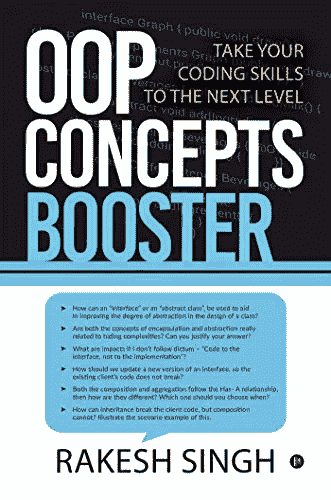 interface Graph { public void draw
OOP
TAKE YOUR
CODING SKILLS
TO THE NEXT LEVEL
CONCEPTS
BOOSTER
➤ How can an "interface" or an "abstract class", be used to aid
in improving the degree of abstraction in the design of a class?
➤ Are both the concepts of encapsulation and abstraction really
related to hiding complexities? Can you justify your answer?
➤ What are impacts if I don't follow dictum – "Code to the
interface, not to the implementation"?
➤ How should we update a new version of an interface, so the
existing client's code does not break?
➤ Both the composition and aggregation follow the Has- A relationship,
then how are they different? Which one should you choose when?
➤ How can inheritance break the client code, but composition
cannot? Illustrate the scenario example of this.
RAKESH SINGH